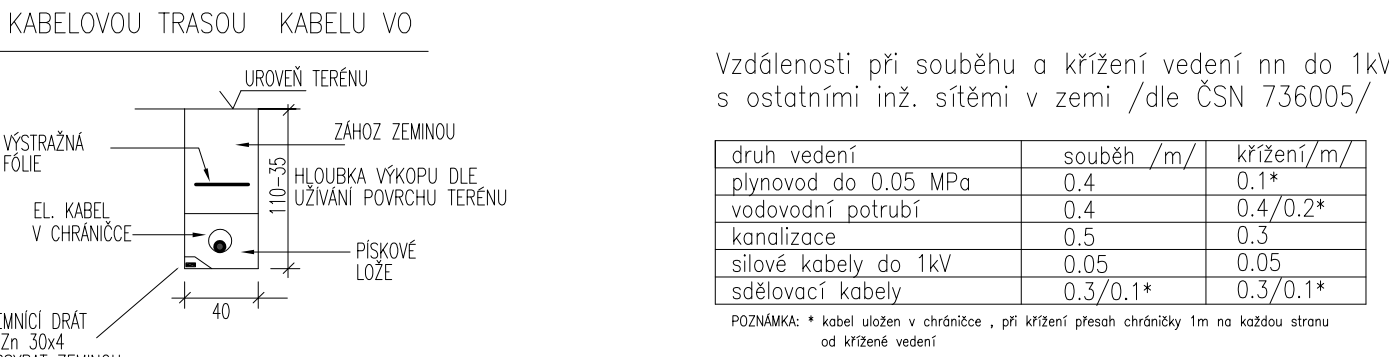 KABELOVOU TRASOU KABELU VO
UROVEŇ TERÉNU
VÝSTRAŽNÁ
FÓLIE
ZÁHOZ ZEMINOU
110-35
HLOUBKA VÝKOPU DLE
UŽÍVÁNÍ POVRCHU TERÉNU
EL. KABEL
V CHRÁNIČCE
PÍSKOVÉ
LOŽE
40
EMNÍCÍ DRÁT
Zn 30x4
ZEMINOU
Vzdálenosti při souběhu a křížení vedení nn do 1kV
s ostatními inž. sítěmi v zemi /dle ČSN 736005/
druh vedení souběh /m/ křížení/m/
plynovod do 0.05 MPa 0.4 0.1*
vodovodní potrubí 0.4 0.4/0.2*
kanalizace 0.5 0.3
silové kabely do 1kV 0.05 0.05
sdělovací kabely 0.3/0.1* 0.3/0.1*
POZNÁMKA: * kabel uložen v chráničce , při křížení přesah chráničky 1m na každou stranu
od křížené vedení